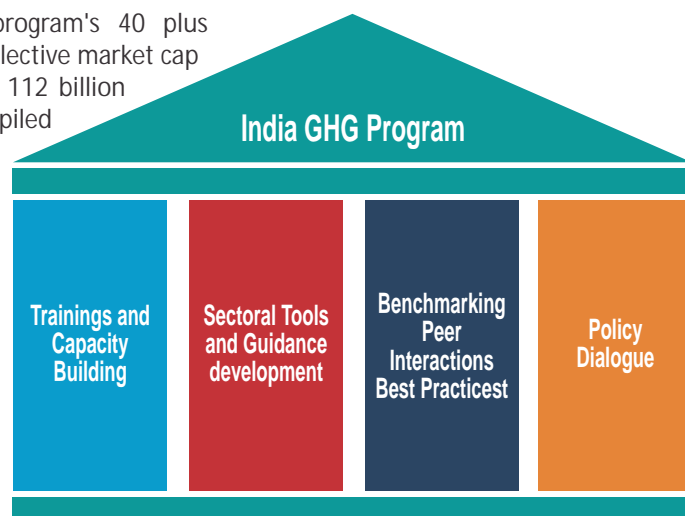 program's 40 plus
lective market cap
112 billion
piled
India GHG Program
Trainings and
Capacity
Building
Sectoral Tools
and Guidance
development
Benchmarking
Peer
Interactions
Best Practicest
Policy
Dialogue